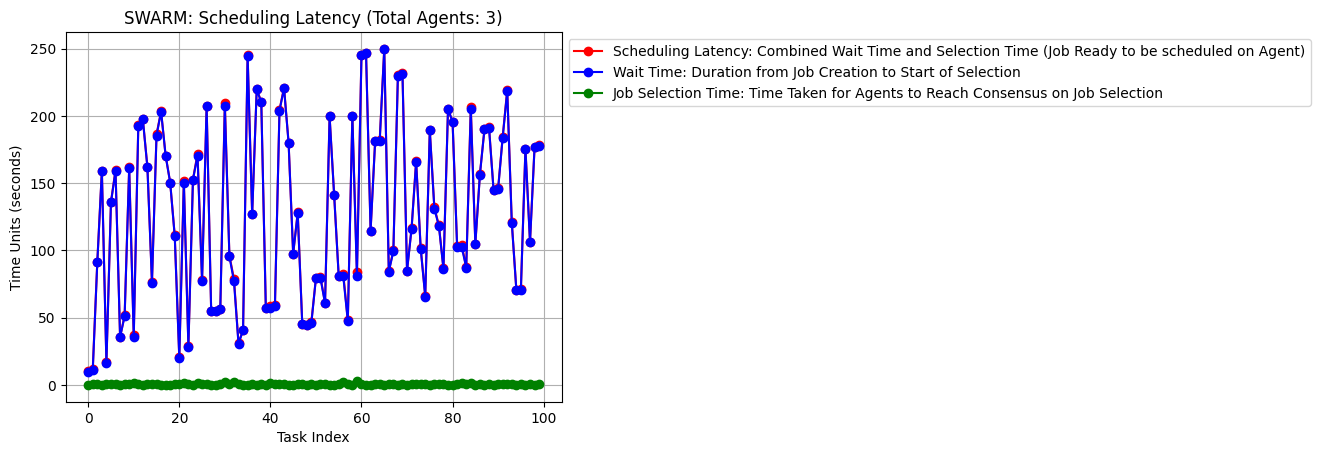 SWARM: Scheduling Latency (Total Agents: 3)
Scheduling Latency: Combined Wait Time and Selection Time (Job Ready to be scheduled on Agent)
Wait Time: Duration from Job Creation to Start of Selection
Job Selection Time: Time Taken for Agents to Reach Consensus on Job Selection
Time Units (seconds)
250
200
150
100
50
0
0 20 40 60 80 100
Task Index